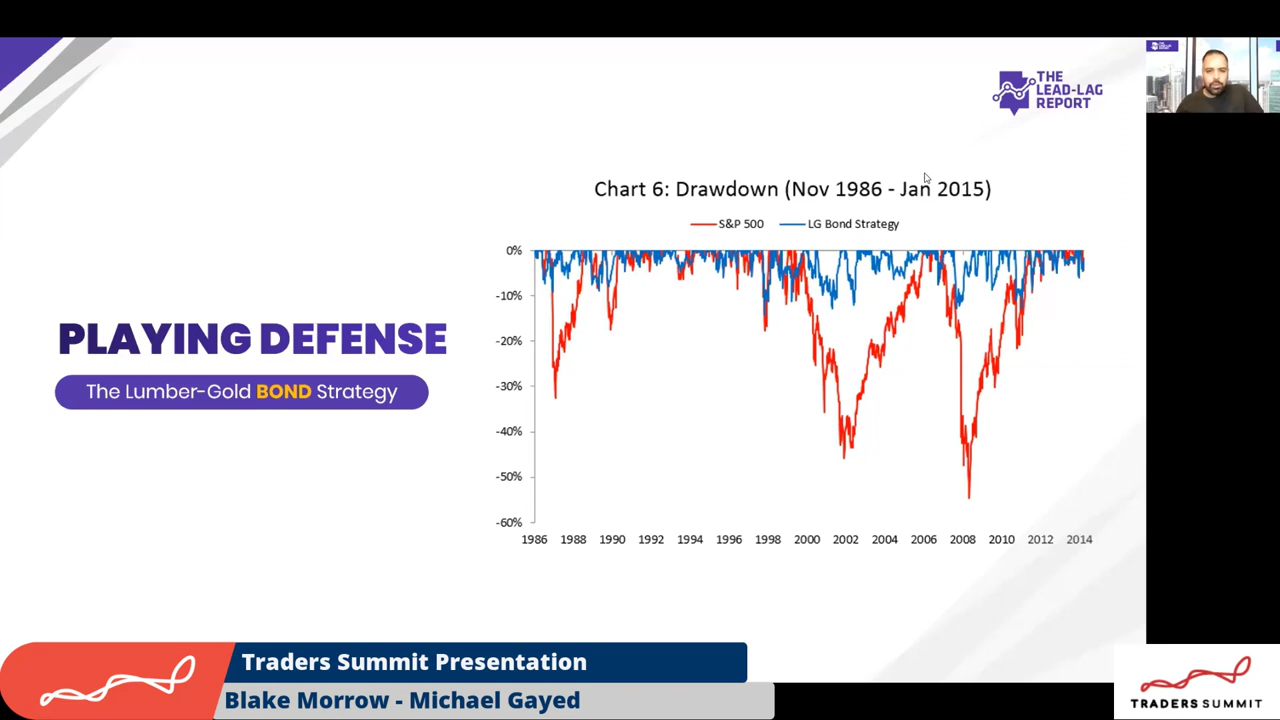 THE
LEAD-LAG
REPORT
Chart 6: Drawdown (Nov 1986 - Jan 2015)
S&P 500
LG Bond Strategy
0%
-10%
-20%
-30%
-40%
-50%
-60%
1986 1988 1990 1992 1994 1996 1998 2000 2002 2004 2006 2008 2010 2012 2014
PLAYING DEFENSE
The Lumber-Gold BOND Strategy
Traders Summit Presentation
Blake Morrow - Michael Gayed
TRADERS SUMMIT